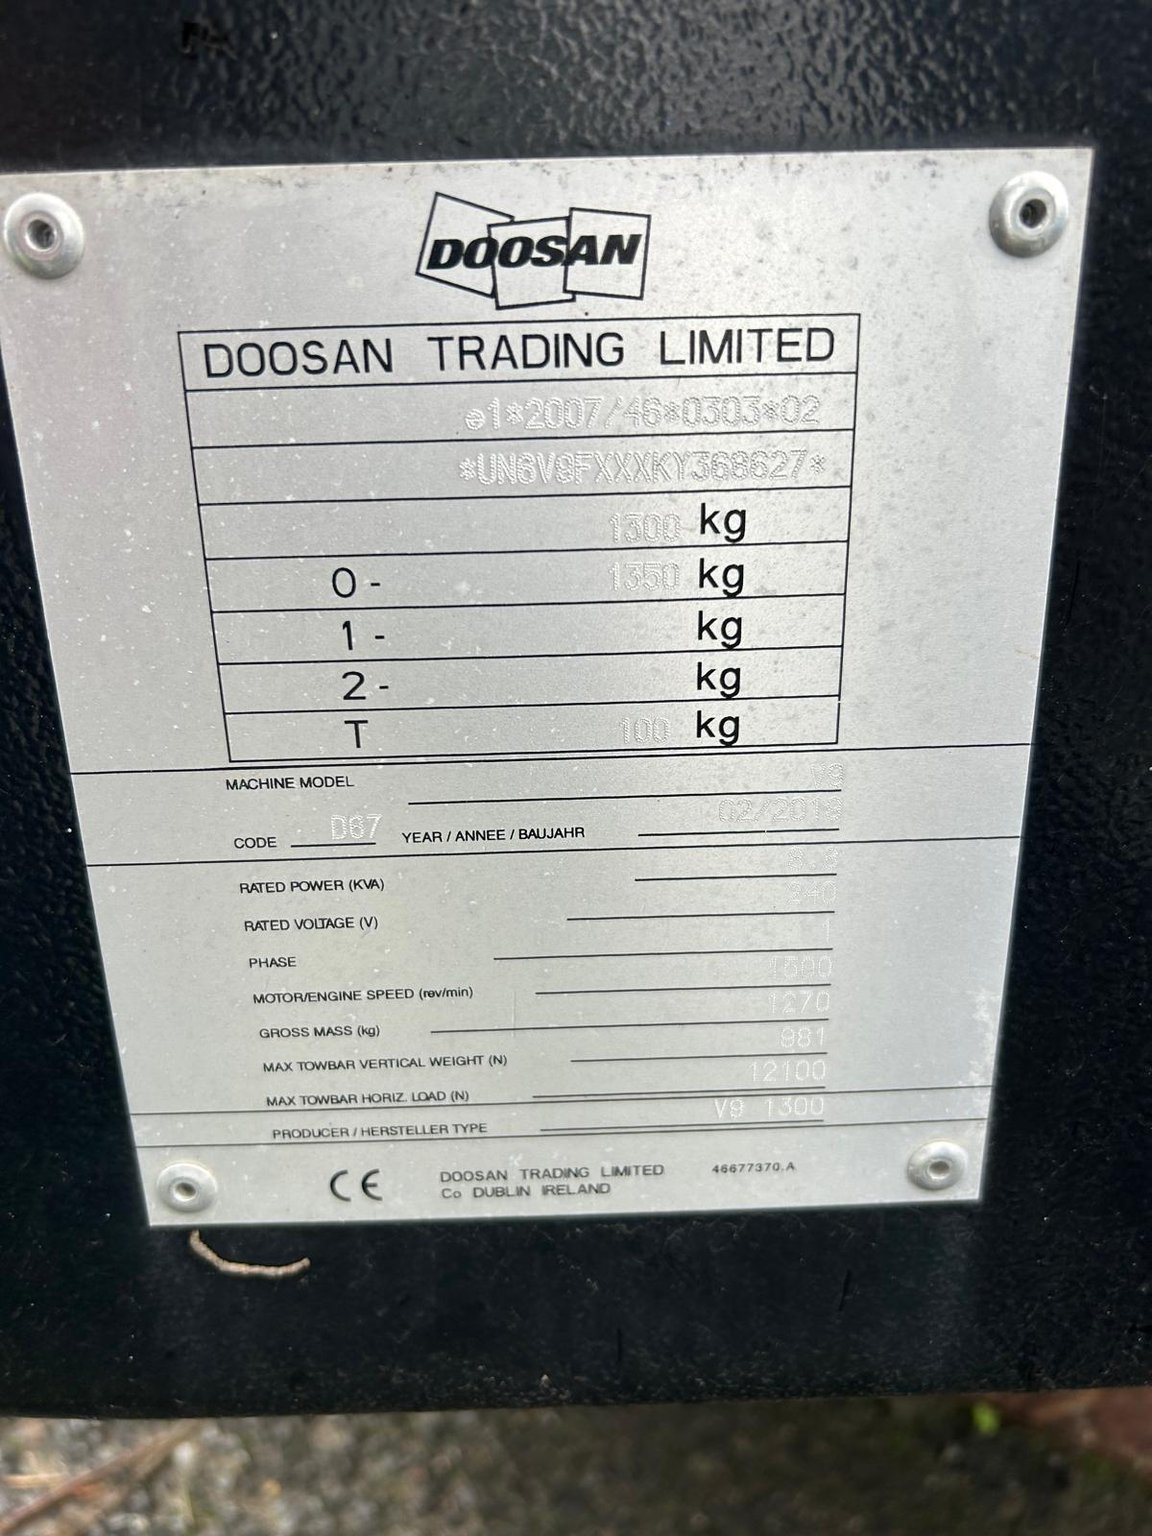 DOOSAN
DOOSAN TRADING LIMITED
e1*2007/46*0303*02
*UN6V9FXXXKY368627*
1300 kg
0 - 1350 kg
1 - kg
2 - kg
T 100 kg
MACHINE MODEL V9
CODE D67 YEAR / ANNEE / BAUJAHR 02/2019
RATED POWER (KVA)
RATED VOLTAGE (V) 240
PHASE 1
MOTOR/ENGINE SPEED (rev/min) 1500
GROSS MASS (kg) 1270
MAX TOWBAR VERTICAL WEIGHT (N) 981
MAX TOWBAR HORIZ. LOAD (N) 12100
PRODUCER / HERSTELLER TYPE V9 1300
CE DOOSAN TRADING LIMITED 46677370.A
Co DUBLIN IRELAND